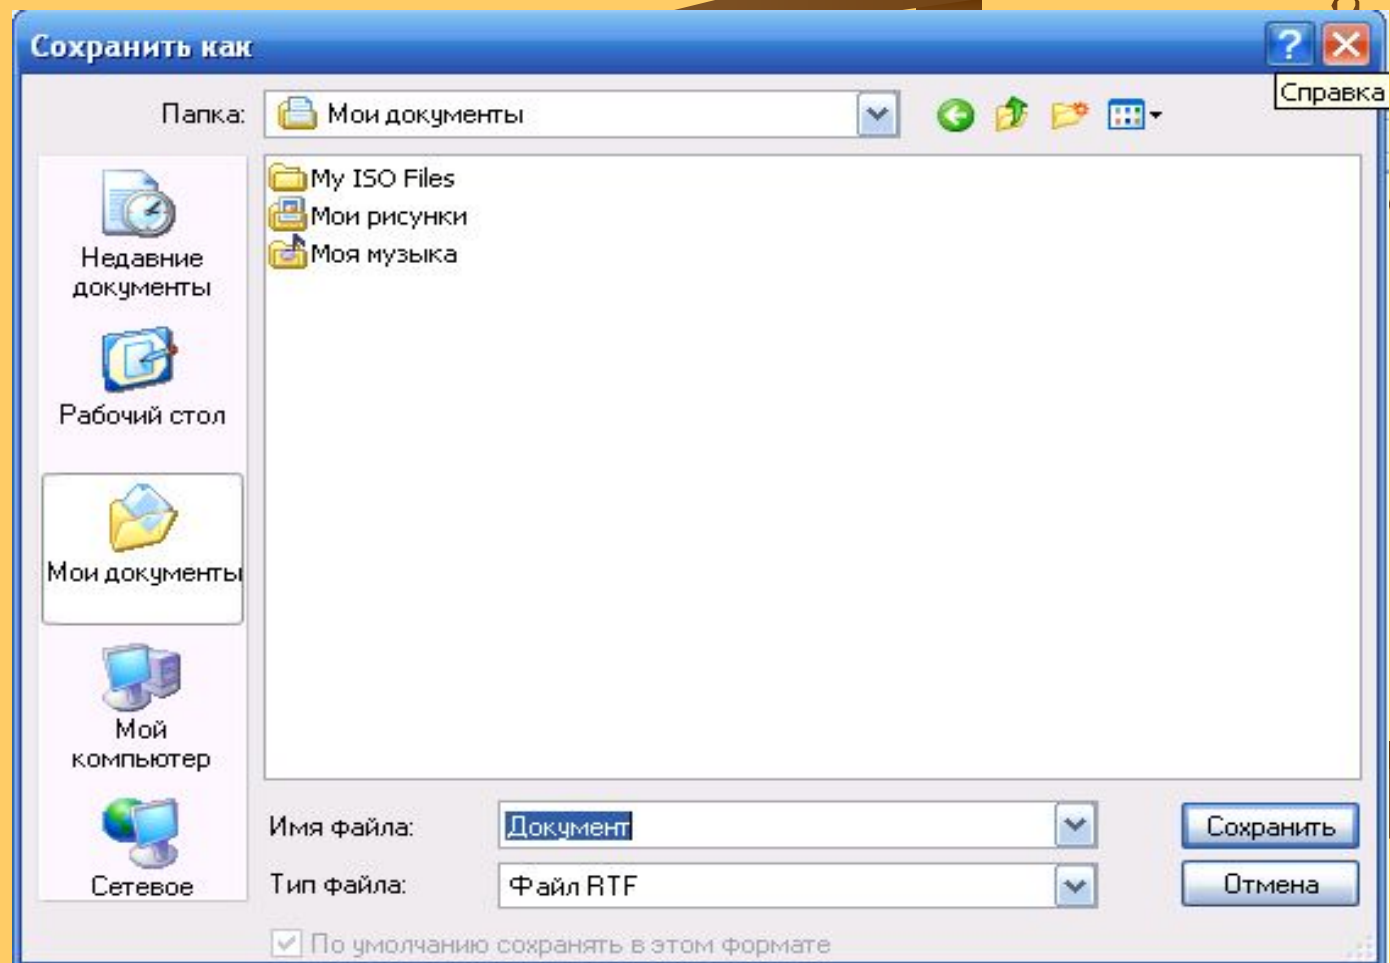 Сохранить как
Справка
Папка:
Мои документы
My ISO Files
Мои рисунки
Моя музыка
Недавние
документы
Рабочий стол
Мои документы
Мой
компьютер
Сетевое
Имя файла:
Документ
Сохранить
Тип файла:
Файл RTF
Отмена
По умолчанию сохранять в этом формате